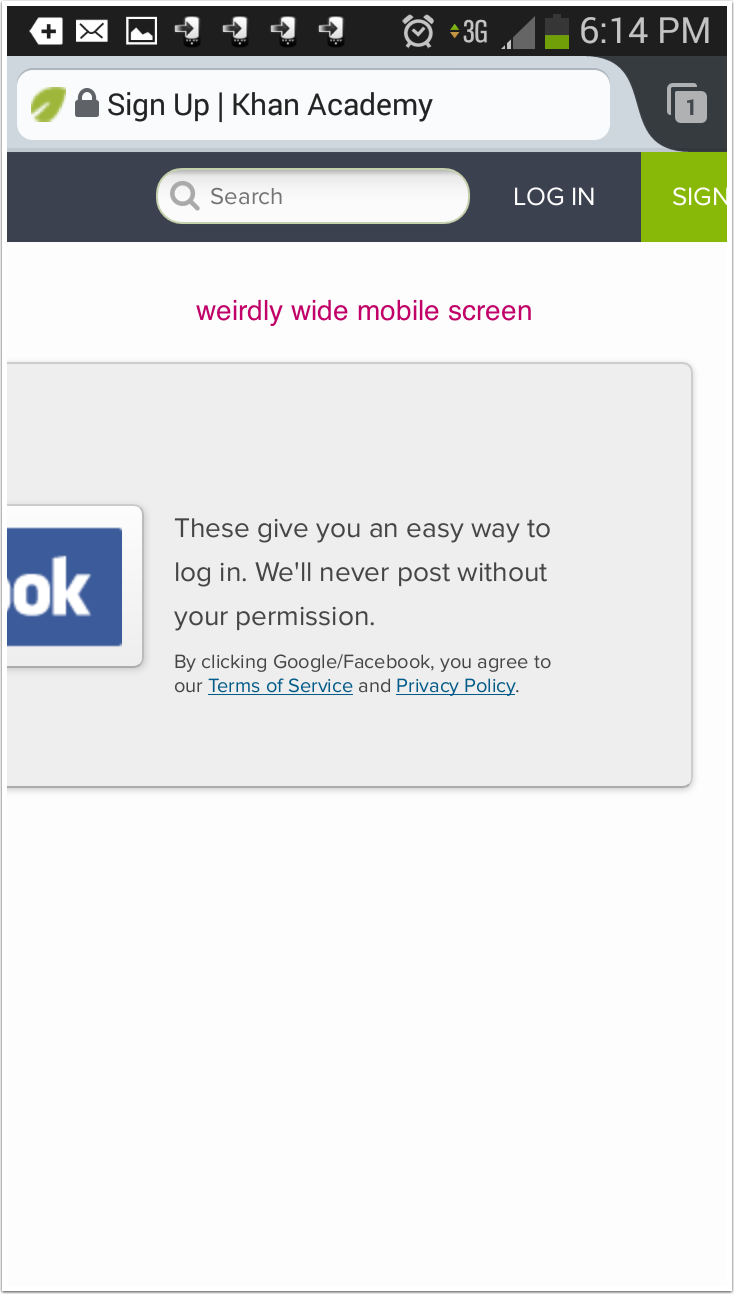 3G 6:14 PM
Sign Up | Khan Academy 1
Search LOG IN SIGN
weirdly wide mobile screen
These give you an easy way to
log in. We'll never post without
your permission.
ook
By clicking Google/Facebook, you agree to
our Terms of Service and Privacy Policy.